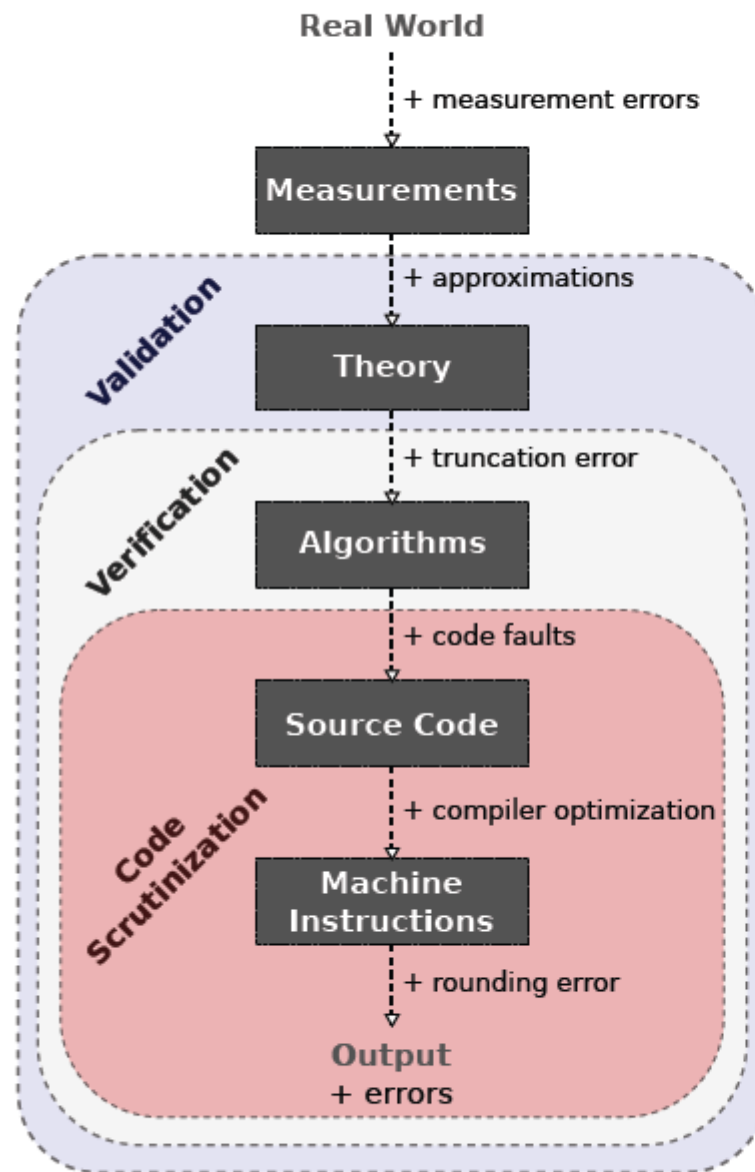 Real World
+ measurement errors
Measurements
+ approximations
Validation
Theory
+ truncation error
Verification
Algorithms
+ code faults
Source Code
+ compiler optimization
Code
Scrutinization
Machine
Instructions
+ rounding error
Output
+ errors